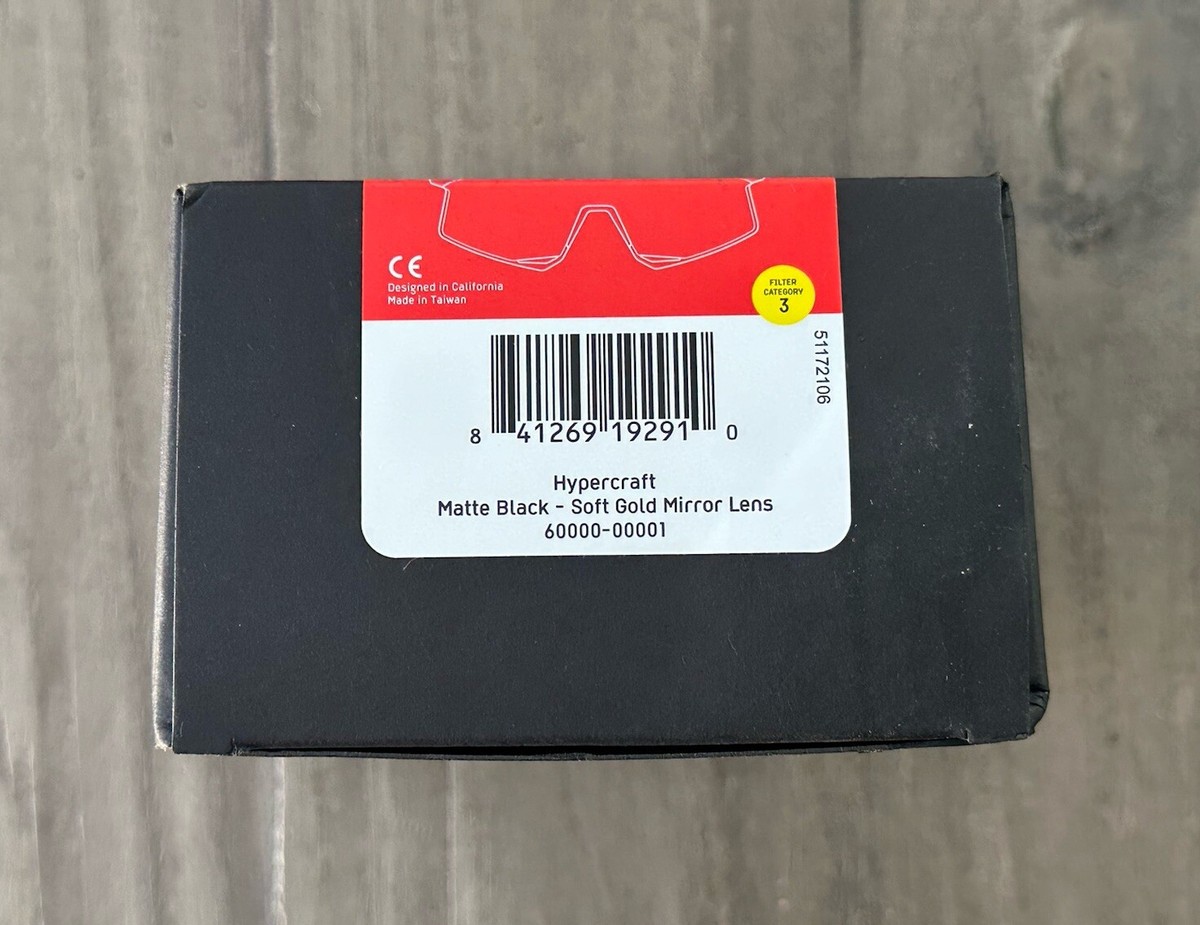 CE
Designed in California
Made in Taiwan
FILTER
CATEGORY
3
51172106
8 41269 19291 0
Hypercraft
Matte Black - Soft Gold Mirror Lens
60000-00001